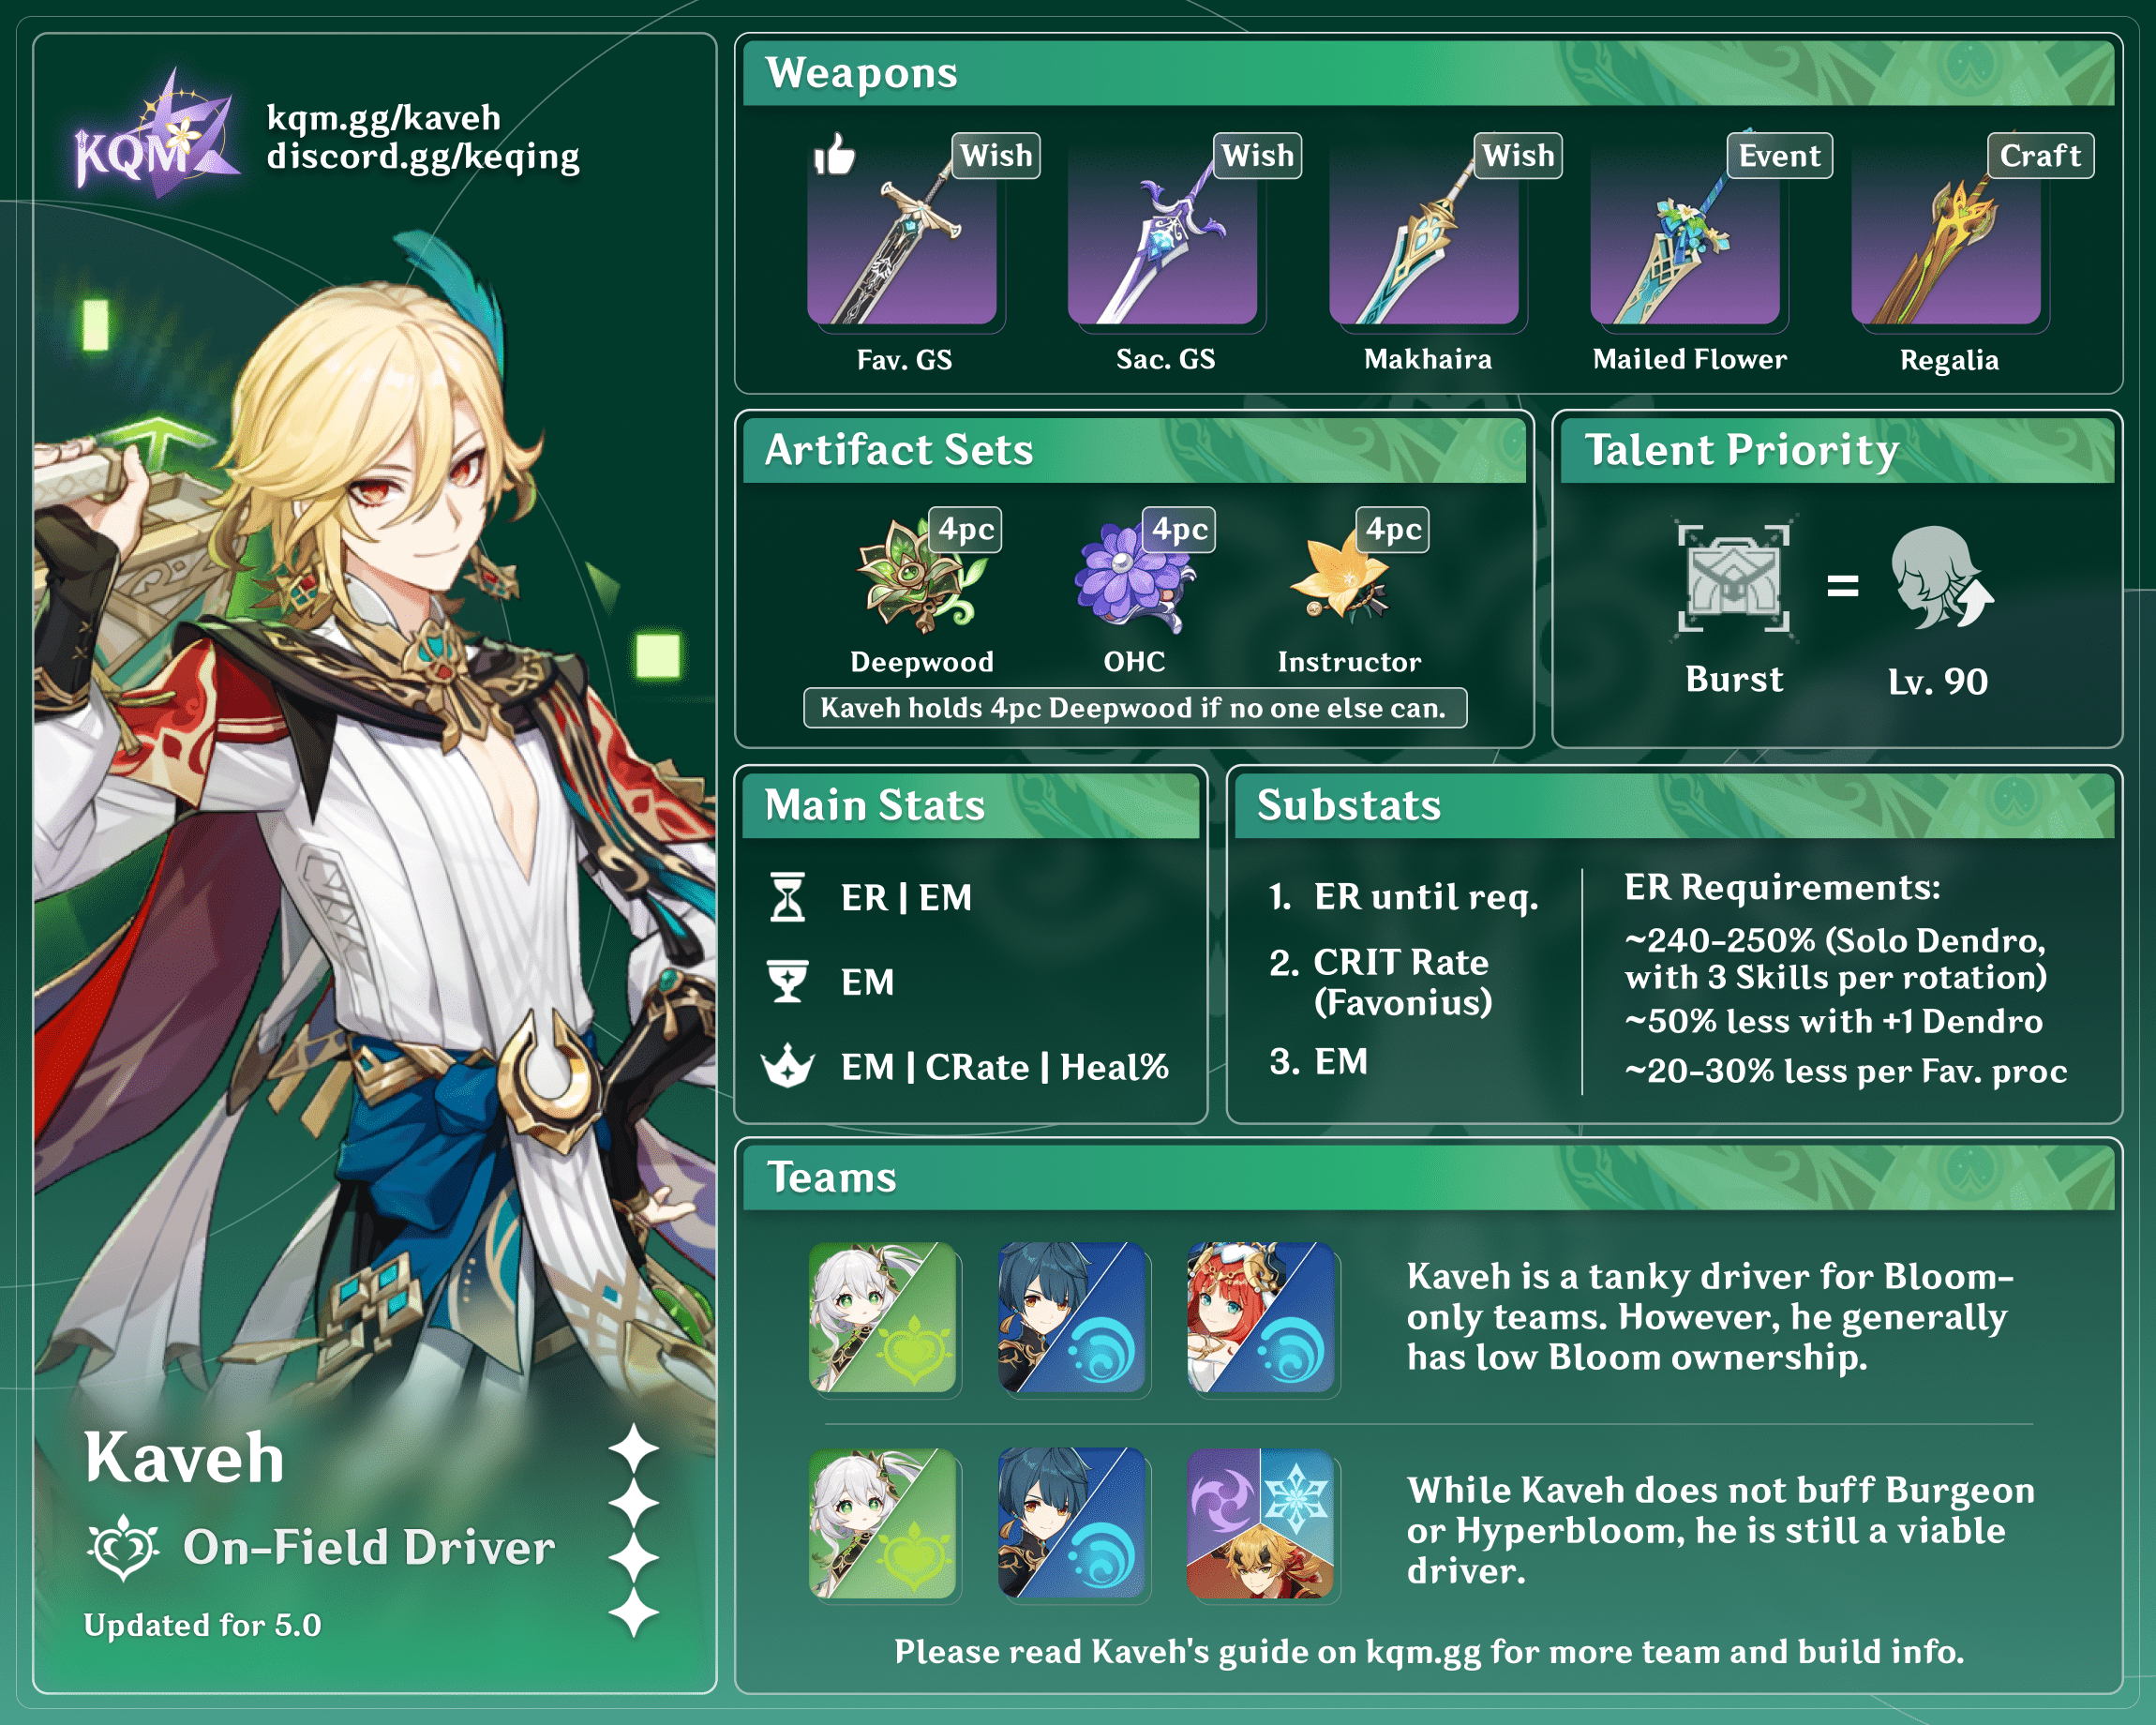 KQM
kqm.gg/kaveh
discord.gg/keqing
Kaveh
On-Field Driver
Updated for 5.0
Weapons
Wish
Wish
Wish
Event
Craft
Fav. GS
Sac. GS
Makhaira
Mailed Flower
Regalia
Artifact Sets
4pc
4pc
4pc
Deepwood
OHC
Instructor
Kaveh holds 4pc Deepwood if no one else can.
Talent Priority
=
Burst
Lv. 90
Main Stats
ER | EM
EM
EM | CRate | Heal%
Substats
1. ER until req.
2. CRIT Rate
(Favonius)
3. EM
ER Requirements:
~240-250% (Solo Dendro,
with 3 Skills per rotation)
~50% less with +1 Dendro
~20-30% less per Fav. proc
Teams
Kaveh is a tanky driver for Bloom-
only teams. However, he generally
has low Bloom ownership.
While Kaveh does not buff Burgeon
or Hyperbloom, he is still a viable
driver.
Please read Kaveh's guide on kqm.gg for more team and build info.